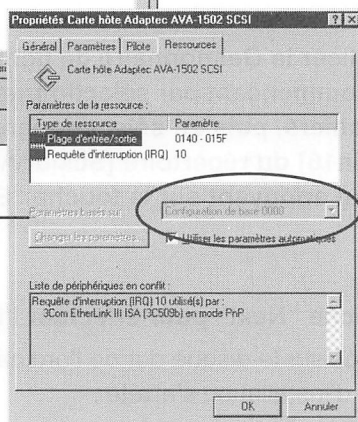 Propriétés Carte hôte Adaptec AVA-1502 SCSI
Général Paramètres Pilote Ressources
Carte hôte Adaptec AVA-1502 SCSI
Paramètres de la ressource :
Type de ressource Paramètre
Plage d'entrée/sortie 0140 - 015F
Requête d'interruption (IRQ) 10
Paramètres basés sur : Configuration de base 0000
Changer les paramètres... Utiliser les paramètres automatiques
Liste de périphériques en conflit :
Requête d'interruption (IRQ) 10 utilisé(s) par :
3Com EtherLink III ISA (3C509b) en mode PnP
OK Annuler